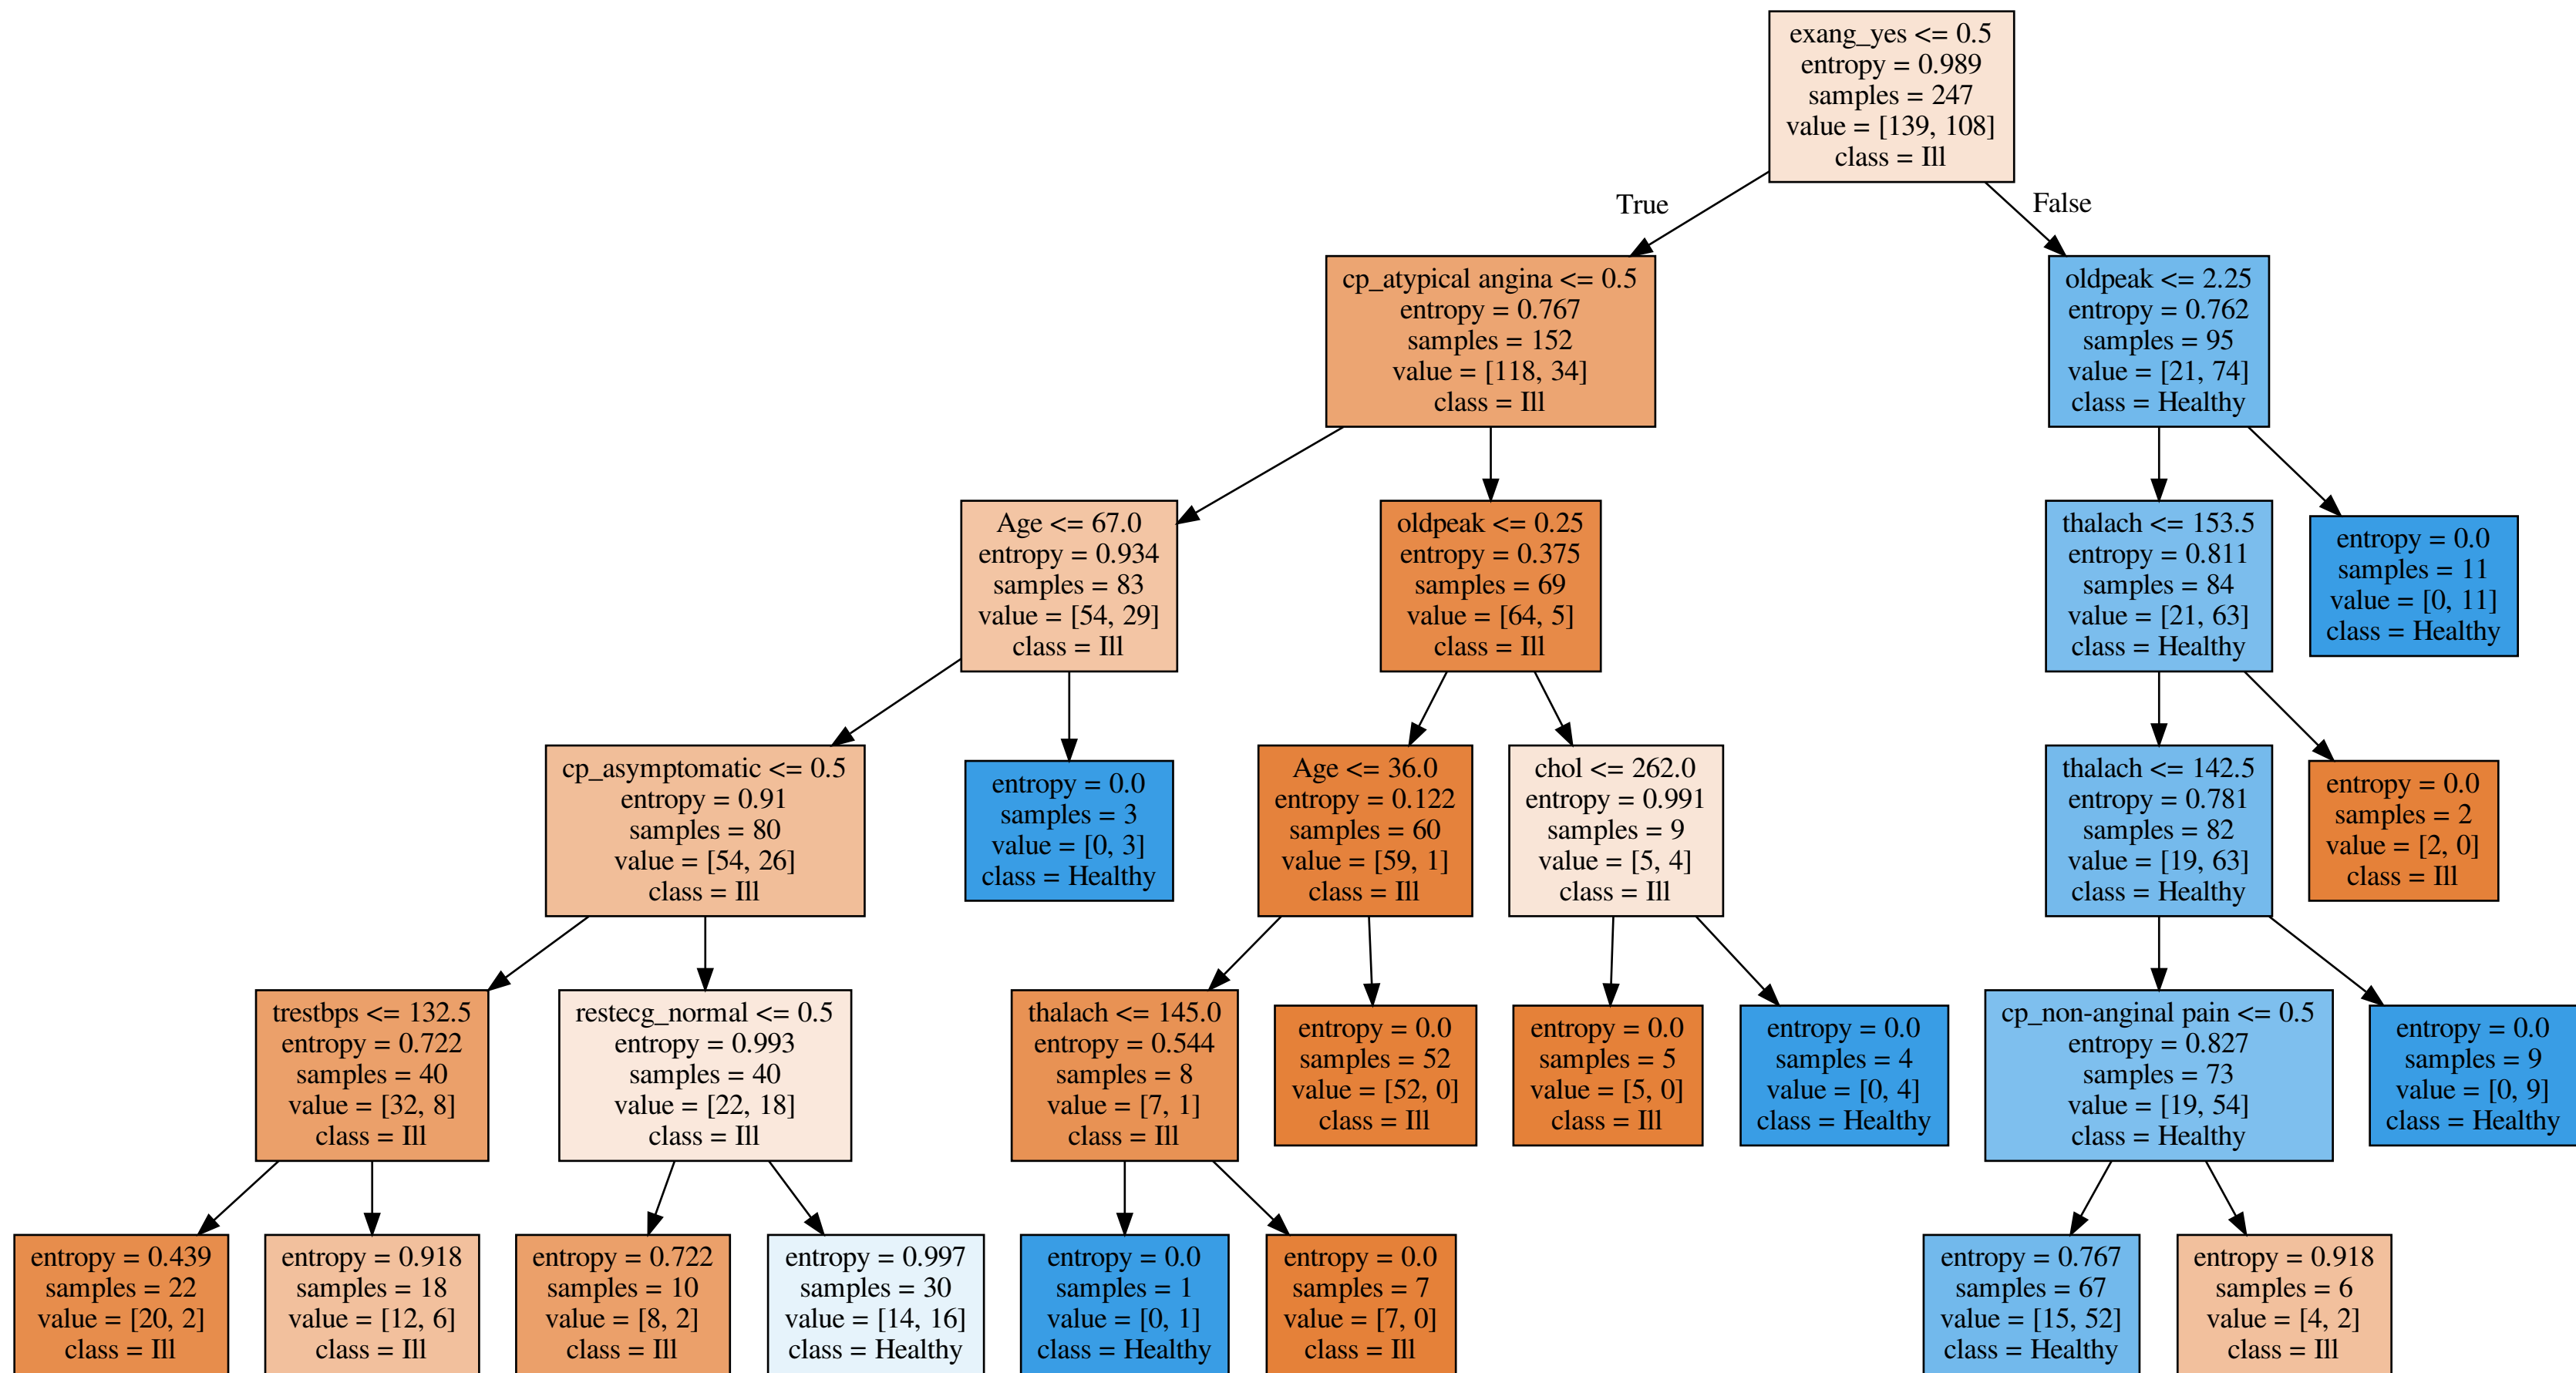 exang_yes <= 0.5
entropy = 0.989
samples = 247
value = [139, 108]
class = Ill
True
False
cp_atypical angina <= 0.5
entropy = 0.767
samples = 152
value = [118, 34]
class = Ill
oldpeak <= 2.25
entropy = 0.762
samples = 95
value = [21, 74]
class = Healthy
Age <= 67.0
entropy = 0.934
samples = 83
value = [54, 29]
class = Ill
oldpeak <= 0.25
entropy = 0.375
samples = 69
value = [64, 5]
class = Ill
thalach <= 153.5
entropy = 0.811
samples = 84
value = [21, 63]
class = Healthy
entropy = 0.0
samples = 11
value = [0, 11]
class = Healthy
cp_asymptomatic <= 0.5
entropy = 0.91
samples = 80
value = [54, 26]
class = Ill
entropy = 0.0
samples = 3
value = [0, 3]
class = Healthy
Age <= 36.0
entropy = 0.122
samples = 60
value = [59, 1]
class = Ill
chol <= 262.0
entropy = 0.991
samples = 9
value = [5, 4]
class = Ill
thalach <= 142.5
entropy = 0.781
samples = 82
value = [19, 63]
class = Healthy
entropy = 0.0
samples = 2
value = [2, 0]
class = Ill
trestbps <= 132.5
entropy = 0.722
samples = 40
value = [32, 8]
class = Ill
restecg_normal <= 0.5
entropy = 0.993
samples = 40
value = [22, 18]
class = Ill
thalach <= 145.0
entropy = 0.544
samples = 8
value = [7, 1]
class = Ill
entropy = 0.0
samples = 52
value = [52, 0]
class = Ill
entropy = 0.0
samples = 5
value = [5, 0]
class = Ill
entropy = 0.0
samples = 4
value = [0, 4]
class = Healthy
cp_non-anginal pain <= 0.5
entropy = 0.827
samples = 73
value = [19, 54]
class = Healthy
entropy = 0.0
samples = 9
value = [0, 9]
class = Healthy
entropy = 0.439
samples = 22
value = [20, 2]
class = Ill
entropy = 0.918
samples = 18
value = [12, 6]
class = Ill
entropy = 0.722
samples = 10
value = [8, 2]
class = Ill
entropy = 0.997
samples = 30
value = [14, 16]
class = Healthy
entropy = 0.0
samples = 1
value = [0, 1]
class = Healthy
entropy = 0.0
samples = 7
value = [7, 0]
class = Ill
entropy = 0.767
samples = 67
value = [15, 52]
class = Healthy
entropy = 0.918
samples = 6
value = [4, 2]
class = Ill